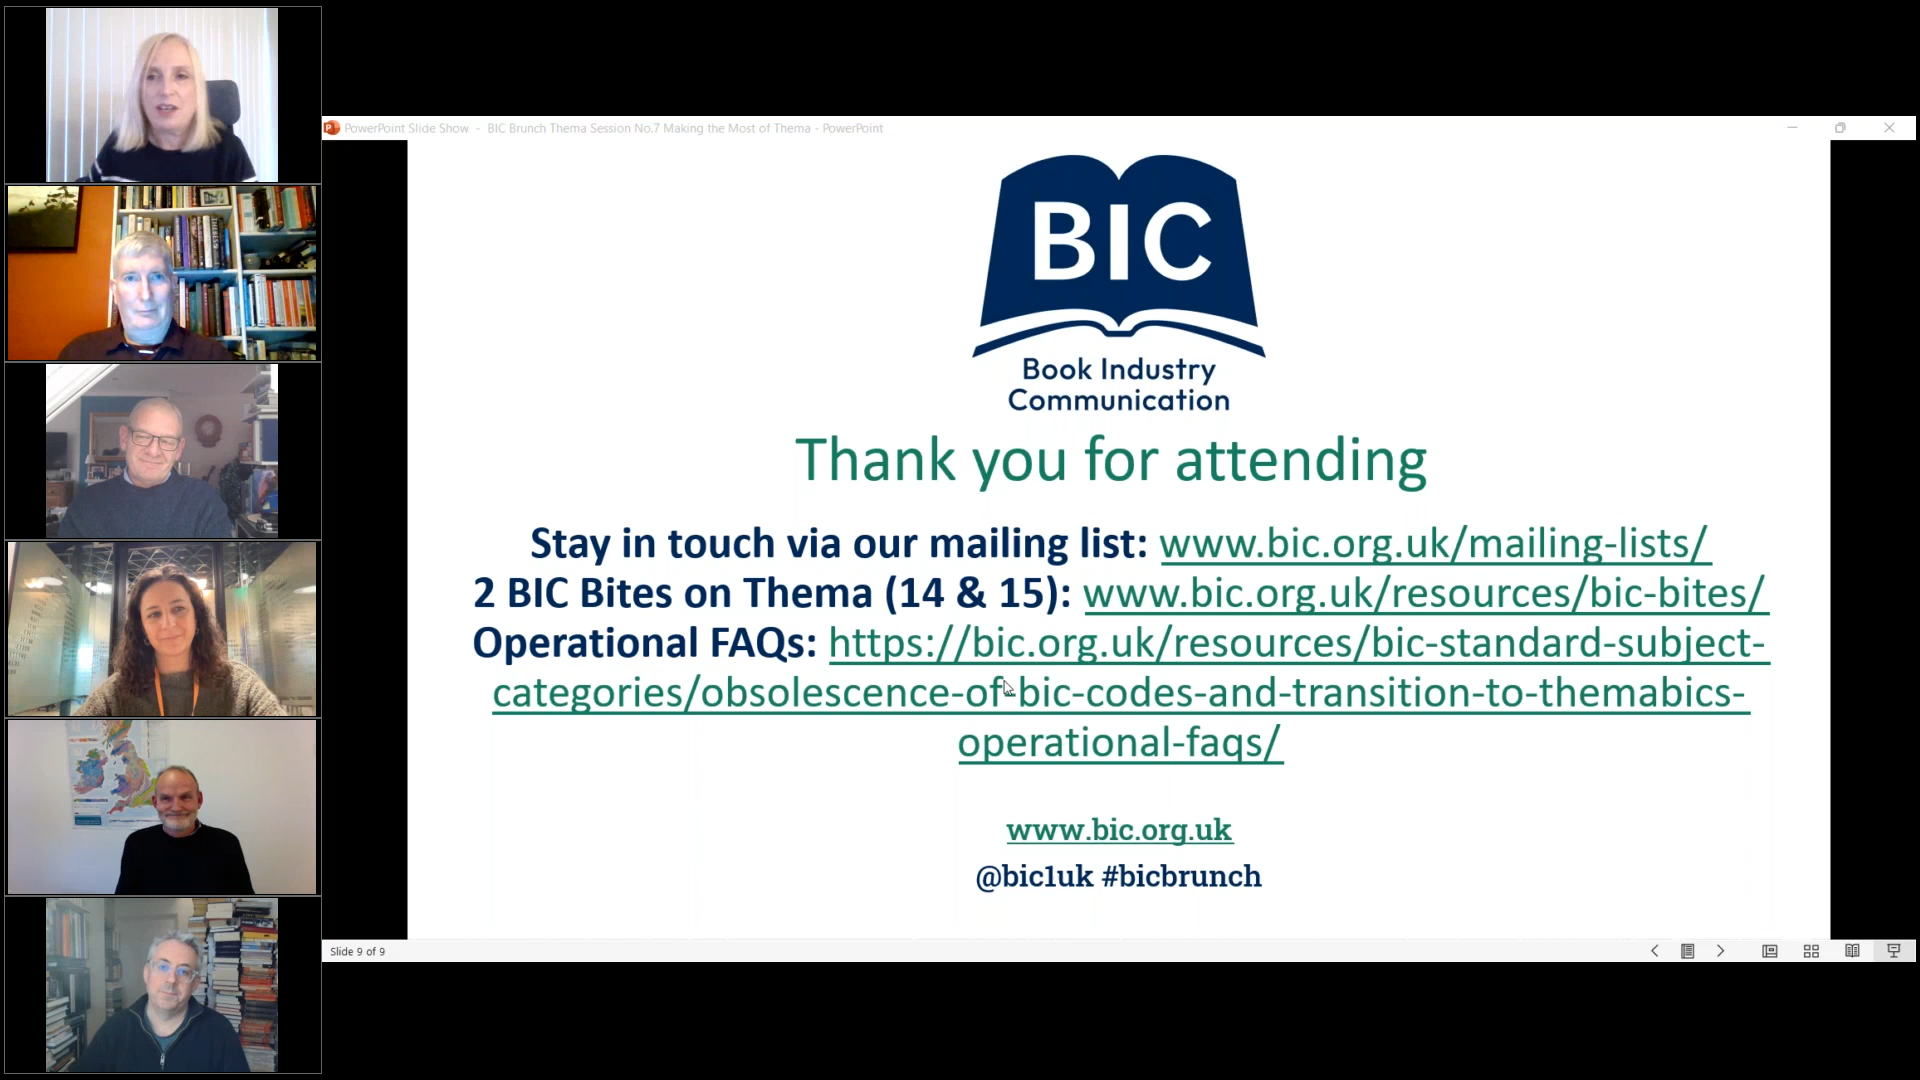 PowerPoint Slide Show - BIC Brunch Thema Session No.7 Making the Most of Thema - PowerPoint
BIC
Book Industry
Communication
Thank you for attending
Stay in touch via our mailing list: www.bic.org.uk/mailing-lists/
2 BIC Bites on Thema (14 & 15): www.bic.org.uk/resources/bic-bites/
Operational FAQs: https://bic.org.uk/resources/bic-standard-subject-
categories/obsolescence-of-bic-codes-and-transition-to-themabics-
operational-faqs/
www.bic.org.uk
@bic1uk #bicbrunch
Slide 9 of 9